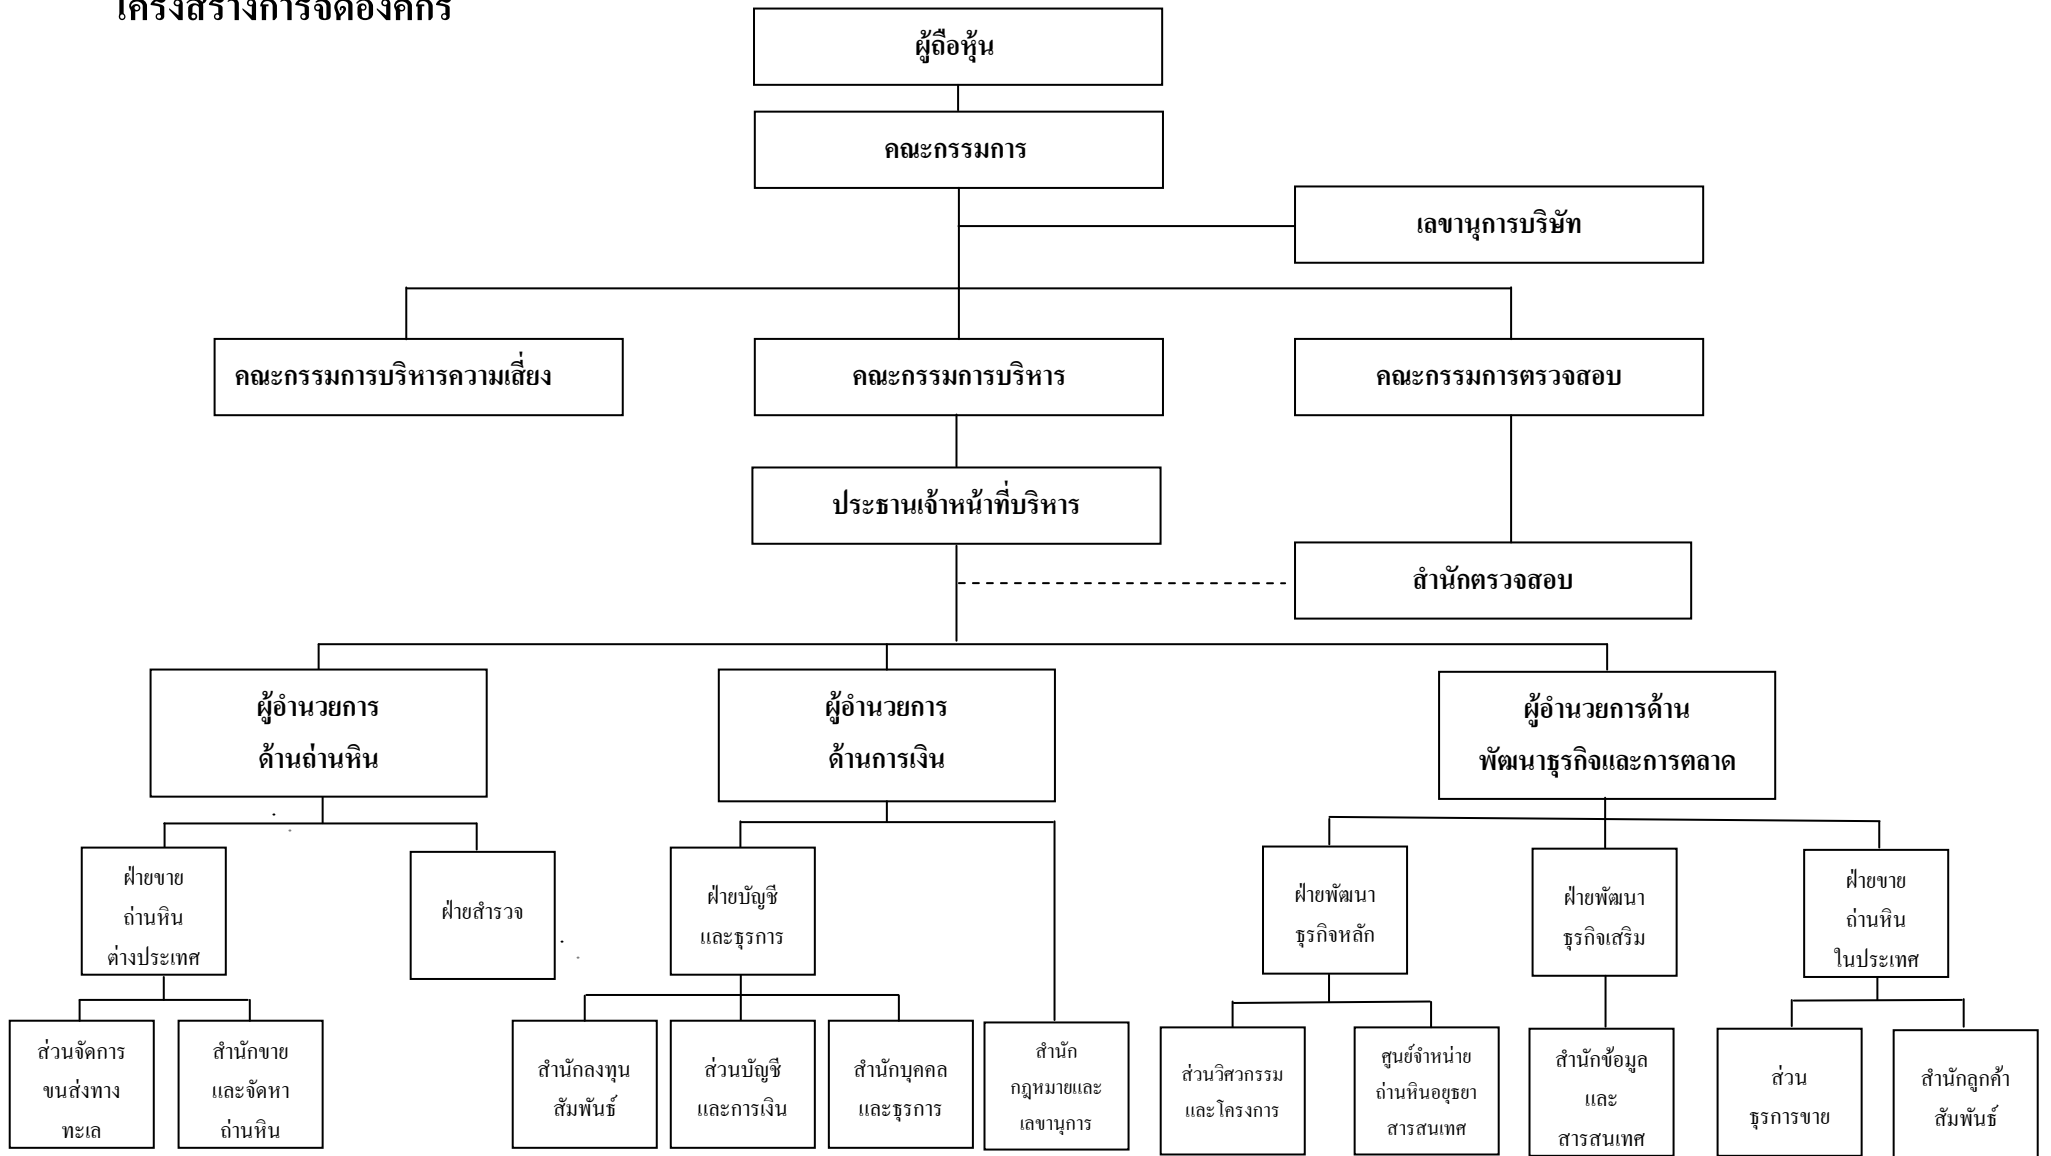 โครงสร้างการจัดองค์กร
ผู้ถือหุ้น
คณะกรรมการ
เลขานุการบริษัท
คณะกรรมการบริหารความเสี่ยง
คณะกรรมการบริหาร
คณะกรรมการตรวจสอบ
ประธานเจ้าหน้าที่บริหาร
สำนักตรวจสอบ
ผู้อำนวยการ
ด้านถ่านหิน
ผู้อำนวยการ
ด้านการเงิน
ผู้อำนวยการด้าน
พัฒนาธุรกิจและการตลาด
ฝ่ายขาย
ถ่านหิน
ต่างประเทศ
ฝ่ายสำรวจ
ฝ่ายบัญชี
และธุรการ
ฝ่ายพัฒนา
ธุรกิจหลัก
ฝ่ายพัฒนา
ธุรกิจเสริม
ฝ่ายขาย
ถ่านหิน
ในประเทศ
ส่วนจัดการ
ขนส่งทาง
ทะเล
สำนักขาย
และจัดหา
ถ่านหิน
สำนักลงทุน
สัมพันธ์
ส่วนบัญชี
และการเงิน
สำนักบุคคล
และธุรการ
สำนัก
กฎหมายและ
เลขานุการ
ส่วนวิศวกรรม
และโครงการ
ศูนย์จำหน่าย
ถ่านหินอยุธยา
สารสนเทศ
สำนักข้อมูล
และ
สารสนเทศ
ส่วน
ธุรการขาย
สำนักลูกค้า
สัมพันธ์